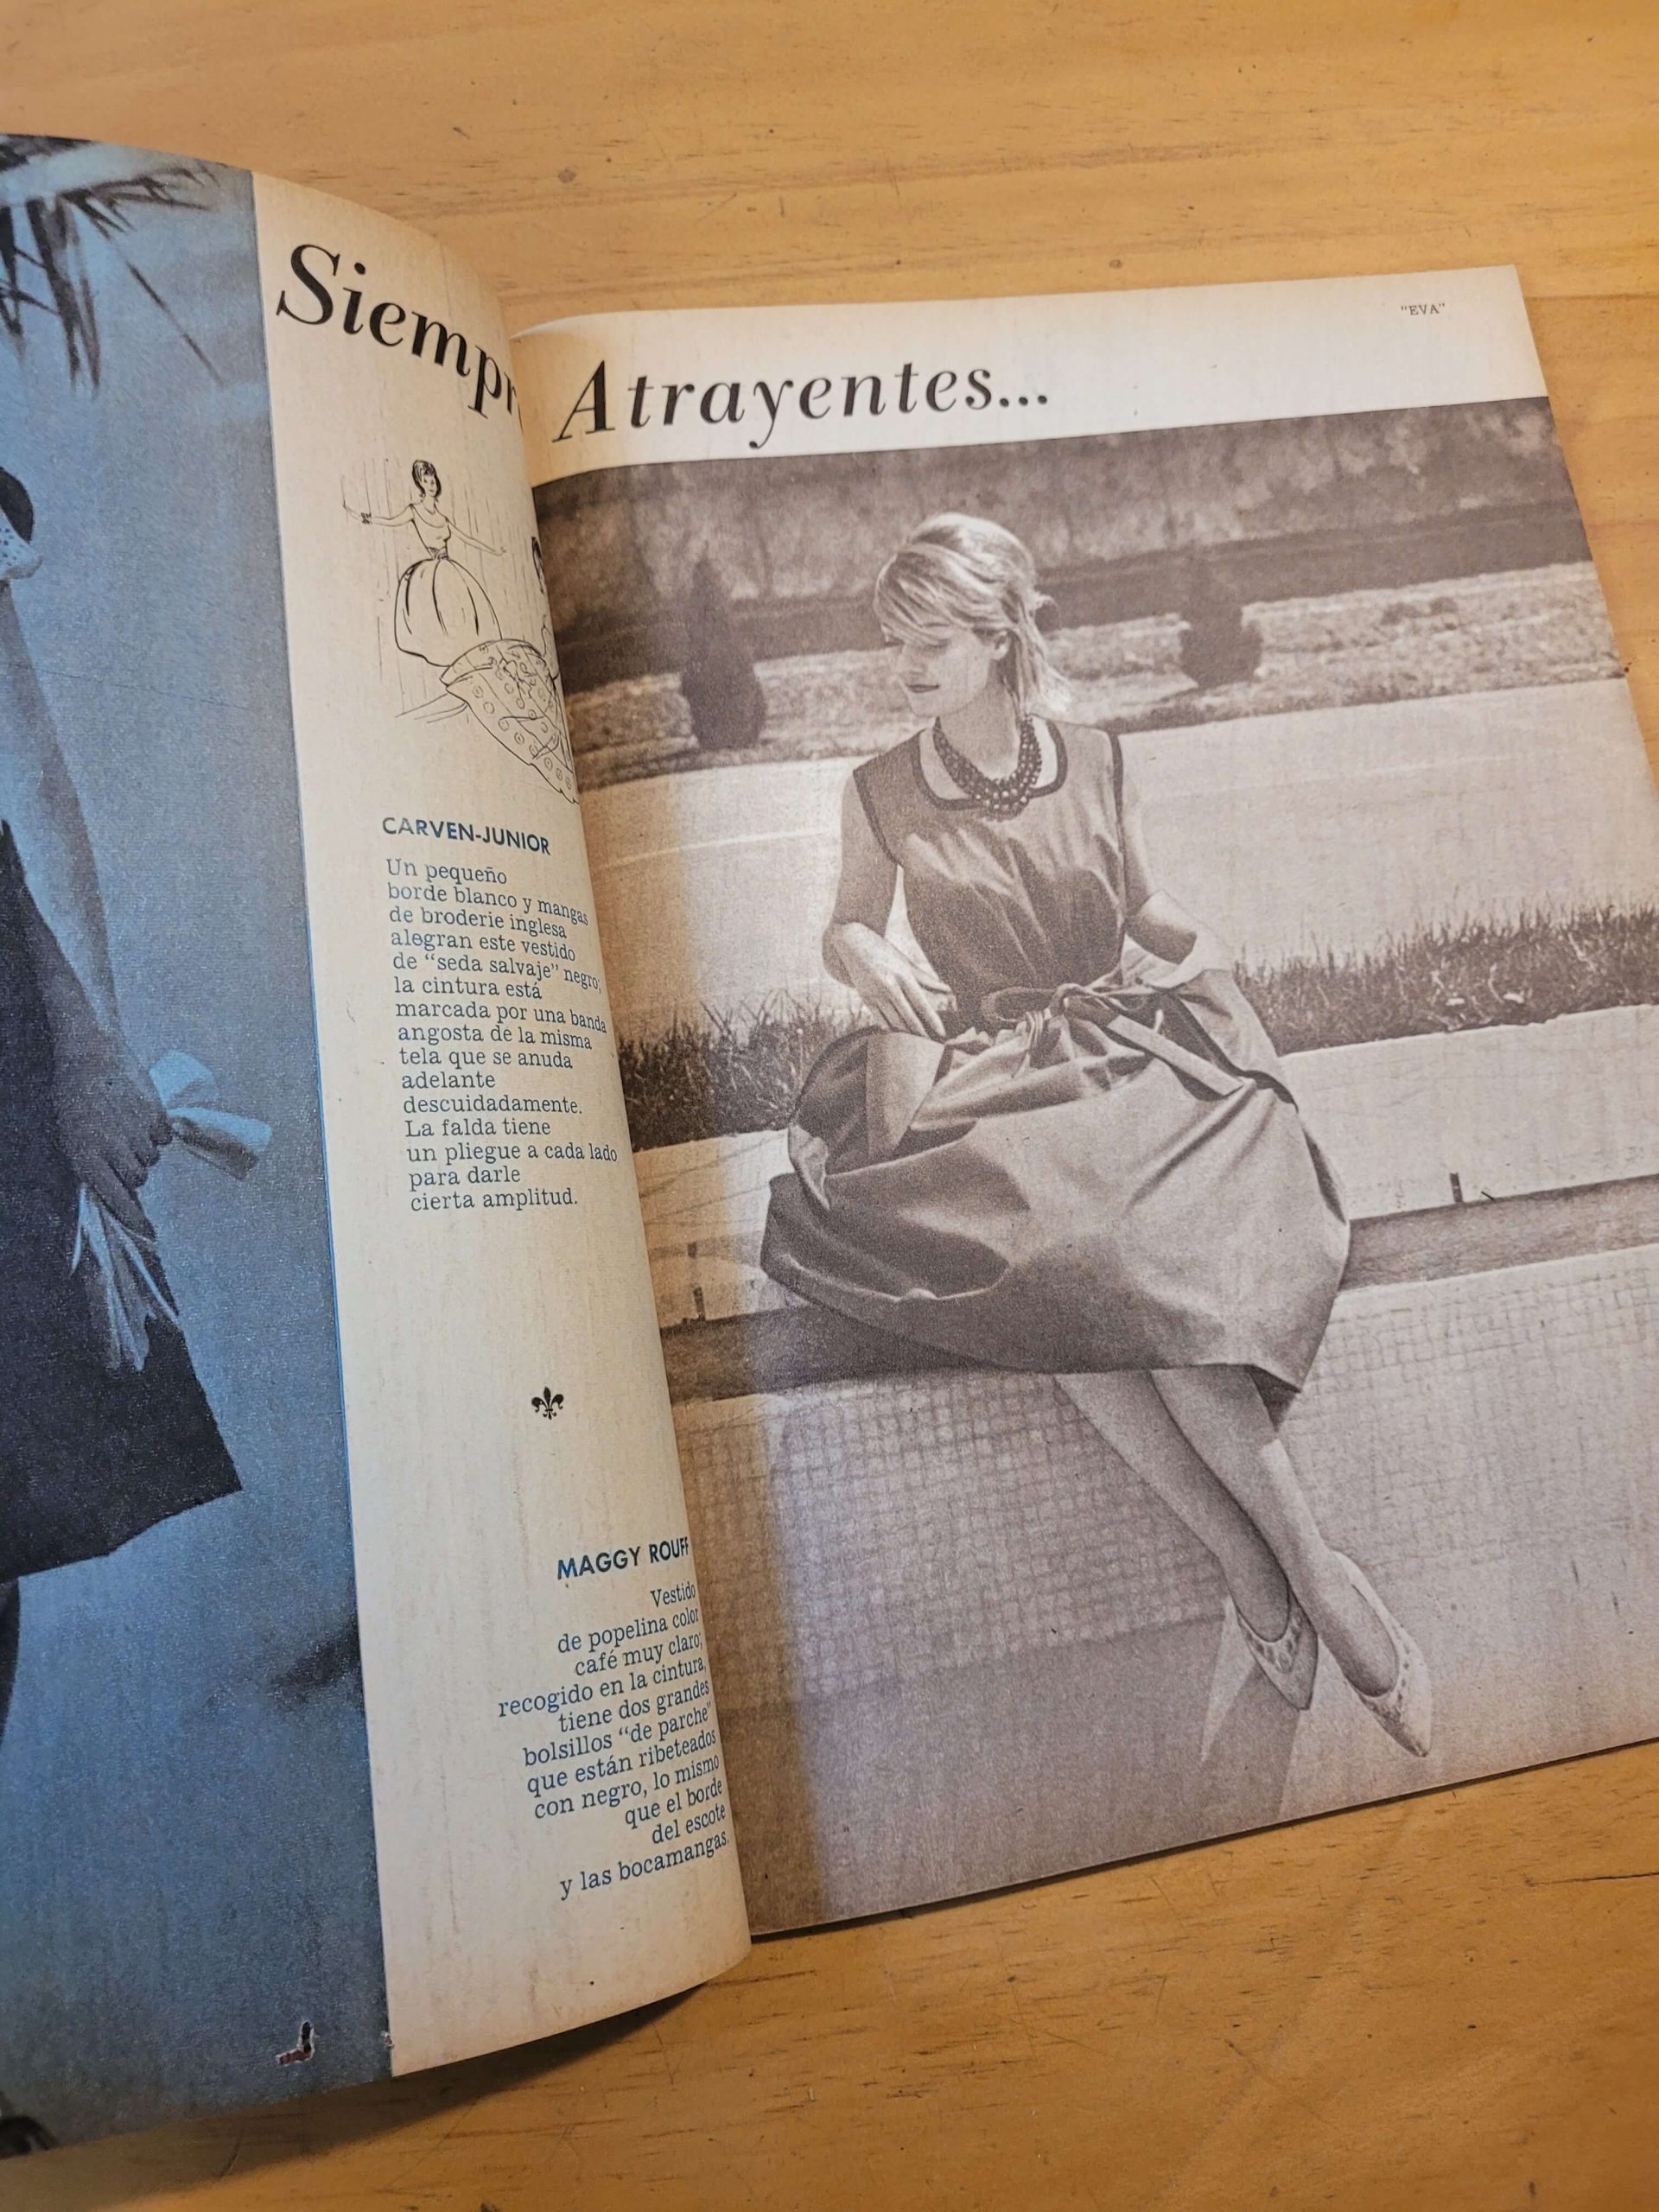 Siempr
Atrayentes...
"EVA"
CARVEN-JUNIOR
Un pequeño
borde blanco y mangas
de broderie inglesa
alegran este vestido
de “seda salvaje” negro;
la cintura está
marcada por una banda
angosta de la misma
tela que se anuda
adelante
descuidadamente.
La falda tiene
un pliegue a cada lado
para darle
cierta amplitud.
MAGGY ROUFF
Vestido
de popelina color
café muy claro;
recogido en la cintura,
tiene dos grandes
bolsillos “de parche”
que están ribeteados
con negro, lo mismo
que el borde
del escote
y las bocamangas.